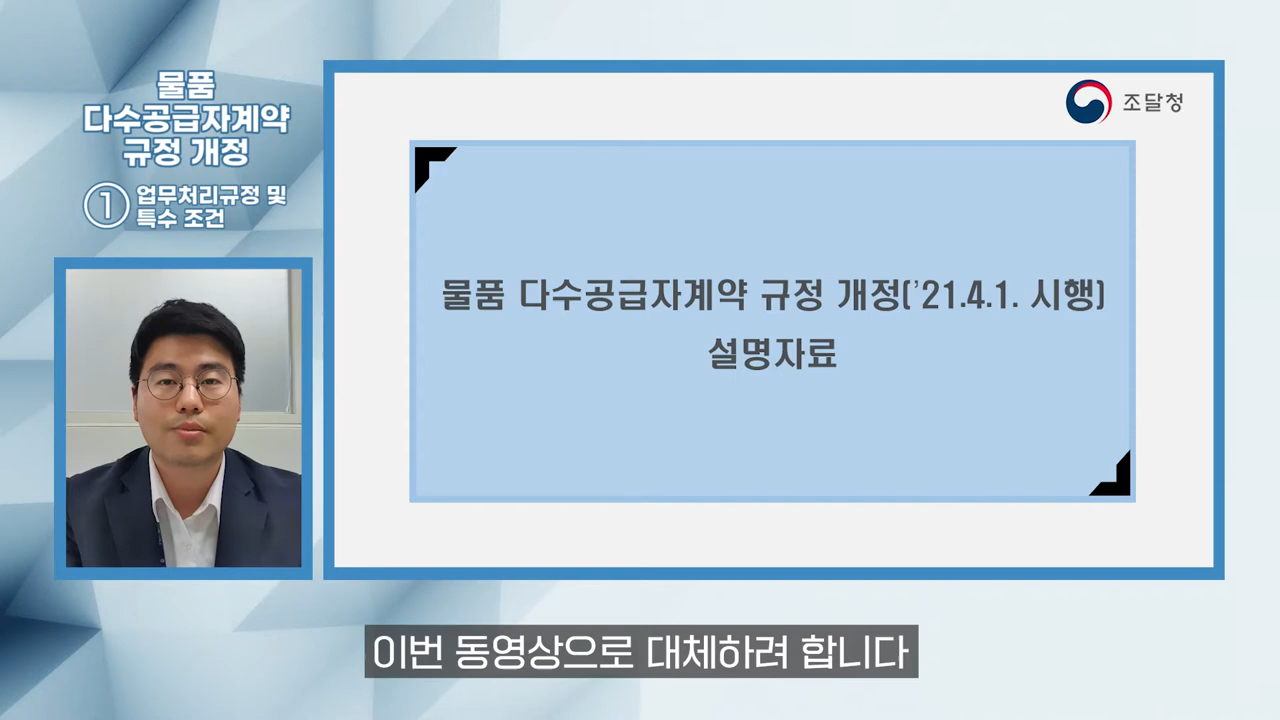 물품
다수공급자계약
규정 개정
① 업무처리규정 및
특수 조건
조달청
물품 다수공급자계약 규정 개정('21.4.1. 시행)
설명자료
이번 동영상으로 대체하려 합니다